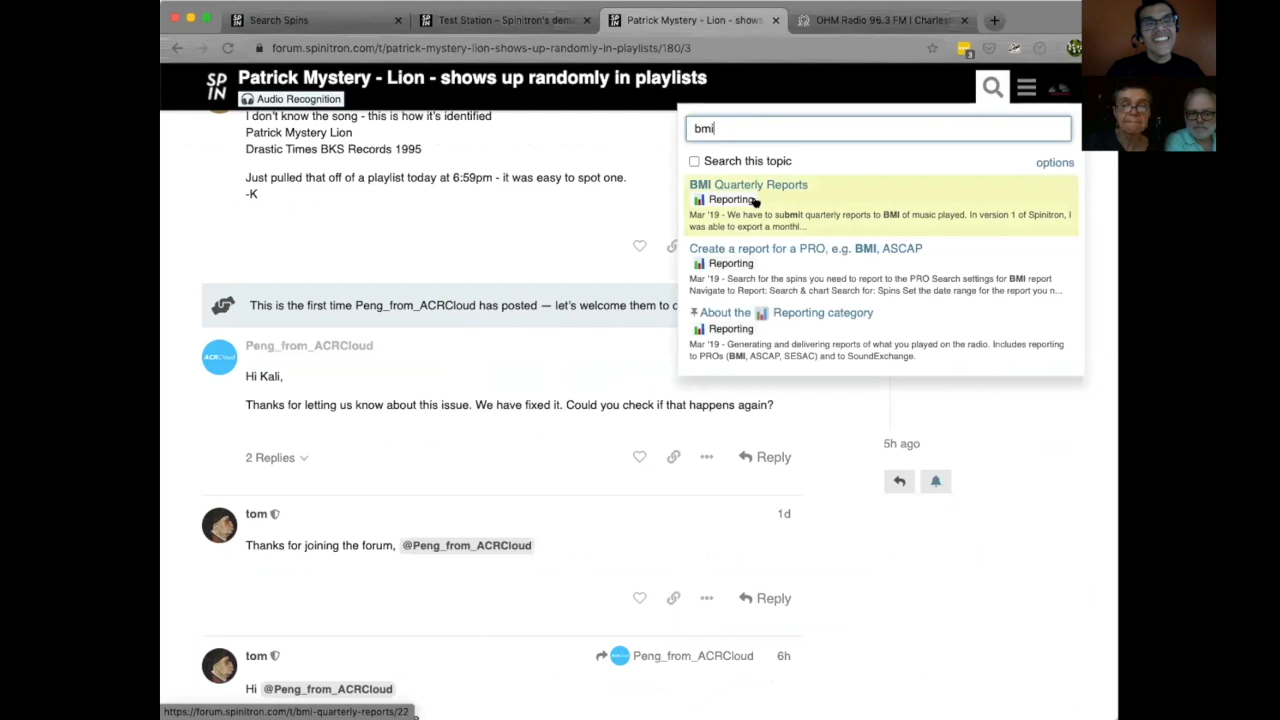 Search Spins
Test Station – Spinitron's dem
Patrick Mystery - Lion - shows
OHM Radio 96.3 FM | Charles
forum.spinitron.com/t/patrick-mystery-lion-shows-up-randomly-in-playlists/180/3
3
SP
IN
Patrick Mystery - Lion - shows up randomly in playlists
Audio Recognition
bmi
Search this topic
options
BMI Quarterly Reports
Reporting
Mar '19 - We have to submit quarterly reports to BMI of music played. In version 1 of Spinitron, I
was able to export a monthl...
Create a report for a PRO, e.g. BMI, ASCAP
Reporting
Mar '19 - Search for the spins you need to report to the PRO Search settings for BMI report
Navigate to Report: Search & chart Search for: Spins Set the date range for the report you n...
About the Reporting category
Reporting
Mar '19 - Generating and delivering reports of what you played on the radio. Includes reporting
to PROs (BMI, ASCAP, SESAC) and to SoundExchange.
I don't know the song - this is how it's identified
Patrick Mystery Lion
Drastic Times BKS Records 1995
Just pulled that off of a playlist today at 6:59pm - it was easy to spot one.
-K
This is the first time Peng_from_ACRCloud has posted — let's welcome them to
ACRCloud
Peng_from_ACRCloud
Hi Kali,
Thanks for letting us know about this issue. We have fixed it. Could you check if that happens again?
2 Replies
Reply
5h ago
tom
1d
Thanks for joining the forum, @Peng_from_ACRCloud
Reply
tom
Peng_from_ACRCloud
6h
Hi @Peng_from_ACRCloud
https://forum.spinitron.com/t/bmi-quarterly-reports/22